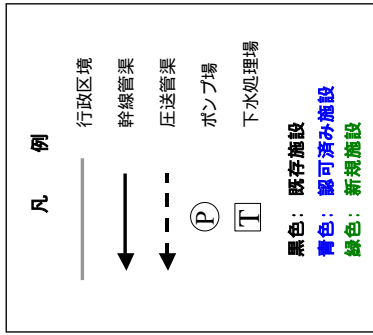 凡 例
行政区境
幹線管渠
圧送管渠
P ポンプ場
T 下水処理場
黒色： 既存施設
青色： 認可済み施設
緑色： 新規施設